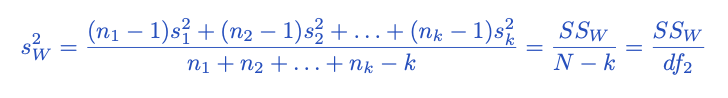 $s_W^2 = \frac{(n_1 - 1)s_1^2 + (n_2 - 1)s_2^2 + \ldots + (n_k - 1)s_k^2}{n_1 + n_2 + \ldots + n_k - k} = \frac{SS_W}{N - k} = \frac{SS_W}{df_2}$